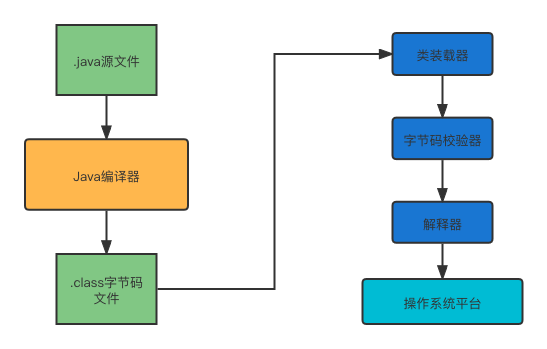 .java源文件
Java编译器
.class字节码
文件
类装载器
字节码校验器
解释器
操作系统平台